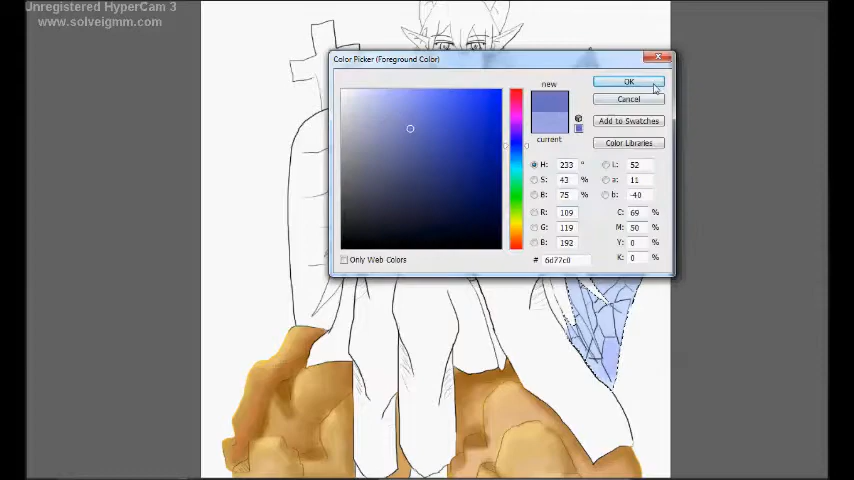 Unregistered HyperCam 3
www.solveigmm.com
Color Picker (Foreground Color)
new
current
OK
Cancel
Add to Swatches
Color Libraries
H: 233 °
S: 43 %
B: 75 %
R: 109
G: 119
B: 192
L: 52
a: 11
b: -40
C: 69 %
M: 50 %
Y: 0 %
K: 0 %
# 6d77c0
Only Web Colors